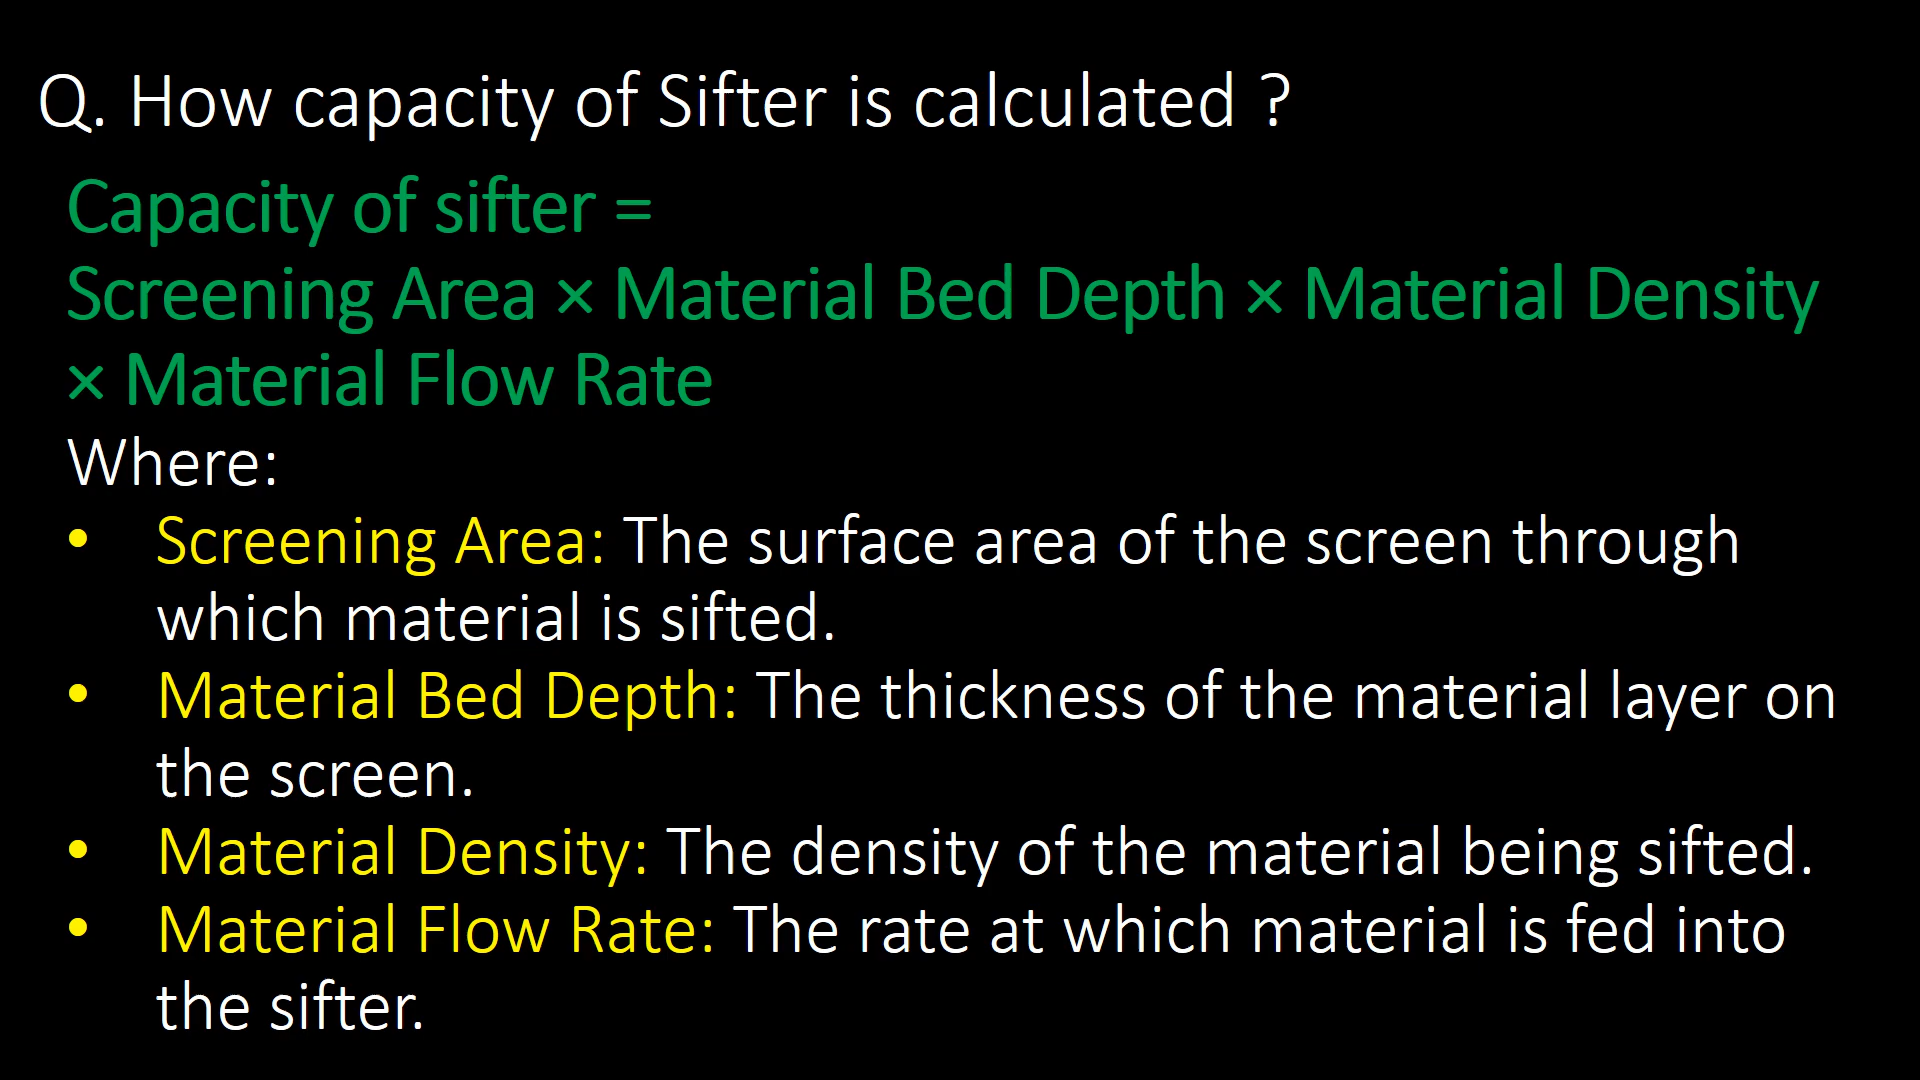 Q. How capacity of Sifter is calculated ?
Capacity of sifter =
Screening Area × Material Bed Depth × Material Density
× Material Flow Rate
Where:
• Screening Area: The surface area of the screen through
which material is sifted.
• Material Bed Depth: The thickness of the material layer on
the screen.
• Material Density: The density of the material being sifted.
• Material Flow Rate: The rate at which material is fed into
the sifter.